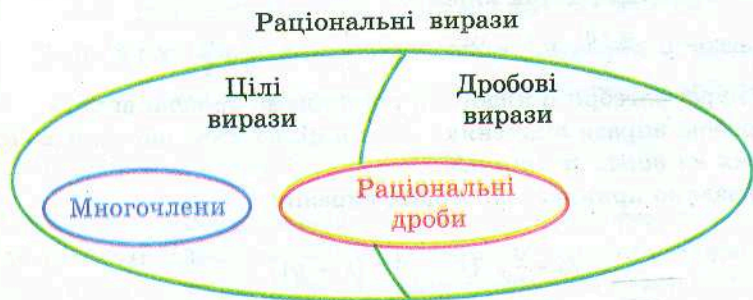 Раціональні вирази
Цілі
вирази
Дробові
вирази
Многочлени
Раціональні
дроби